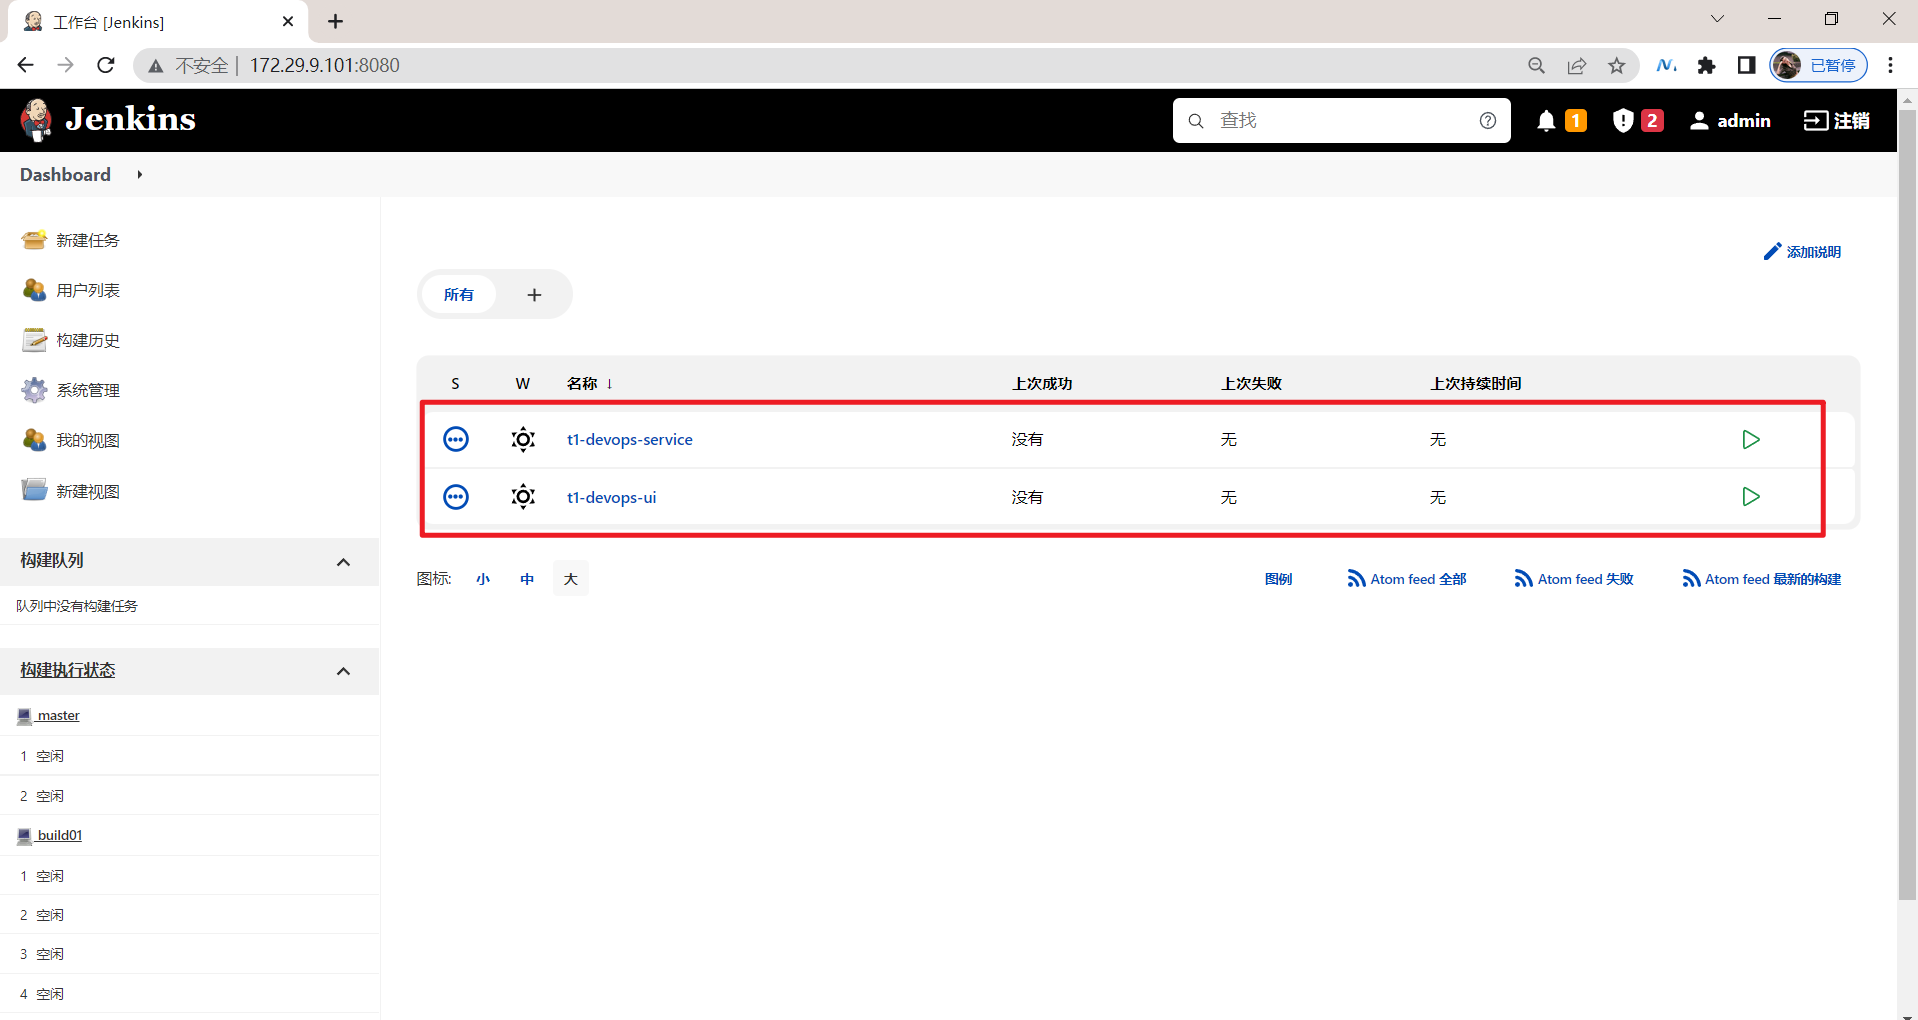 工作台 [Jenkins]
不安全 | 172.29.9.101:8080
已暂停
Jenkins
查找
1
2
admin
注销
Dashboard
新建任务
用户列表
构建历史
系统管理
我的视图
新建视图
添加说明
所有
+
S W 名称 ↓ 上次成功 上次失败 上次持续时间
t1-devops-service 没有 无 无
t1-devops-ui 没有 无 无
图标: 小 中 大
图例 Atom feed 全部 Atom feed 失败 Atom feed 最新的构建
构建队列
队列中没有构建任务
构建执行状态
master
1 空闲
2 空闲
build01
1 空闲
2 空闲
3 空闲
4 空闲